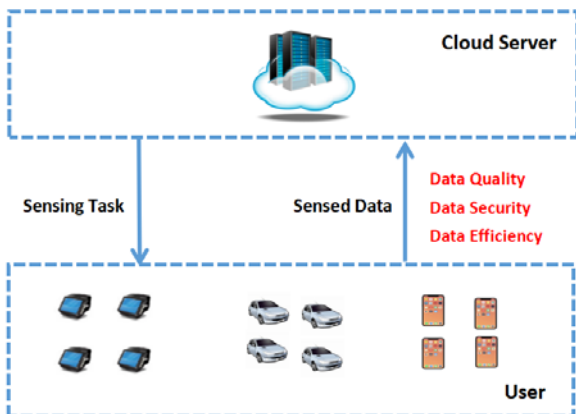 Cloud Server
Sensing Task
Sensed Data
Data Quality
Data Security
Data Efficiency
User